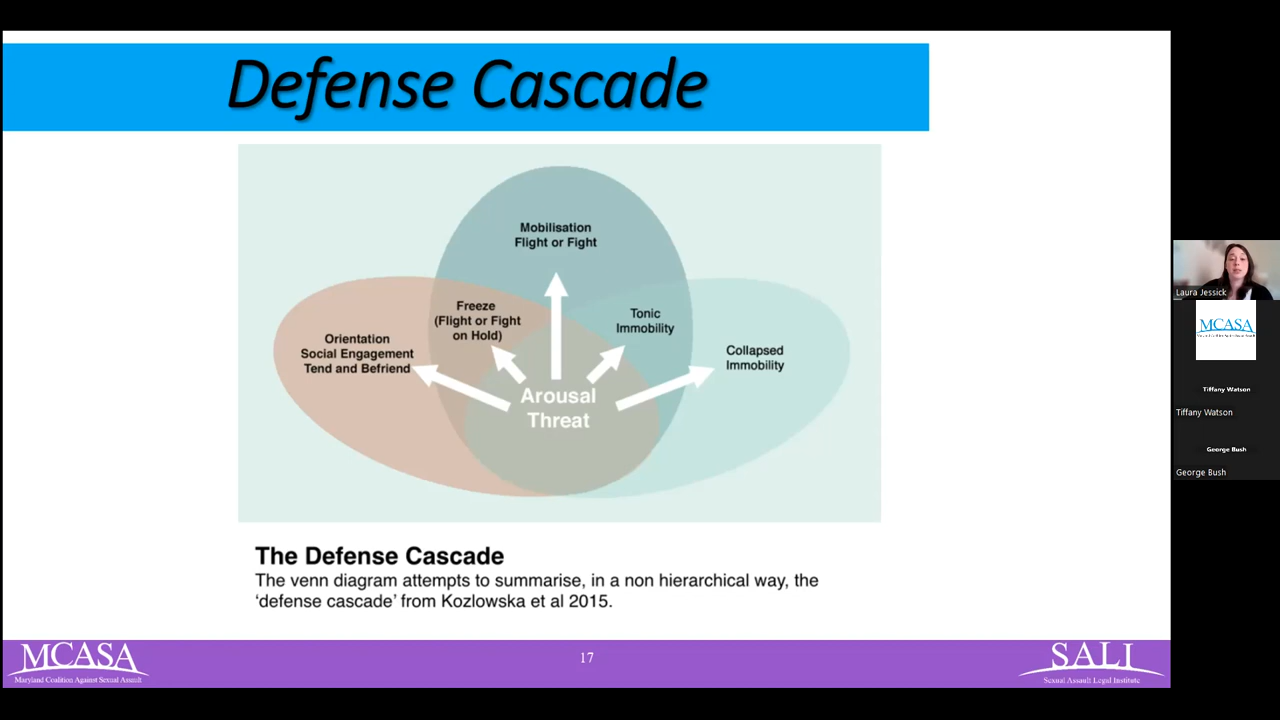 Defense Cascade
Mobilisation
Flight or Fight
Freeze
(Flight or Fight
on Hold)
Tonic
Immobility
Orientation
Social Engagement
Tend and Befriend
Collapsed
Immobility
Arousal
Threat
The Defense Cascade
The venn diagram attempts to summarise, in a non hierarchical way, the
‘defense cascade’ from Kozlowska et al 2015.
MCASA
Maryland Coalition Against Sexual Assault
17
SALI
Sexual Assault Legal Institute
Laura Jessick
MCASA
Tiffany Watson
Tiffany Watson
George Bush
George Bush